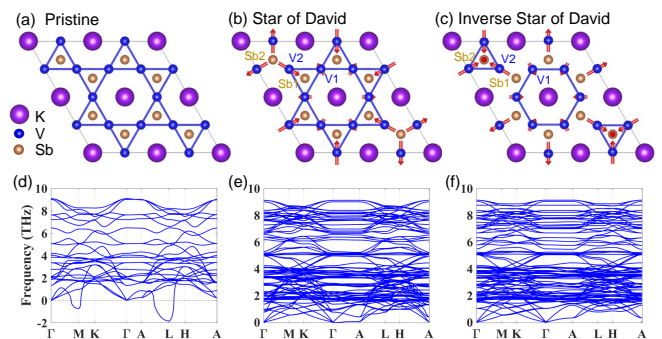 (a) Pristine
(b) Star of David
(c) Inverse Star of David
Sb2
V2
Sb1
V1
Sb2
V2
Sb1
V1
K
V
Sb
(d)
(e)
(f)
Frequency (THz)
10
8
6
4
2
0
-2
Γ M K Γ A L H A
10
8
6
4
2
0
Γ M K Γ A L H A
10
8
6
4
2
0
Γ M K Γ A L H A